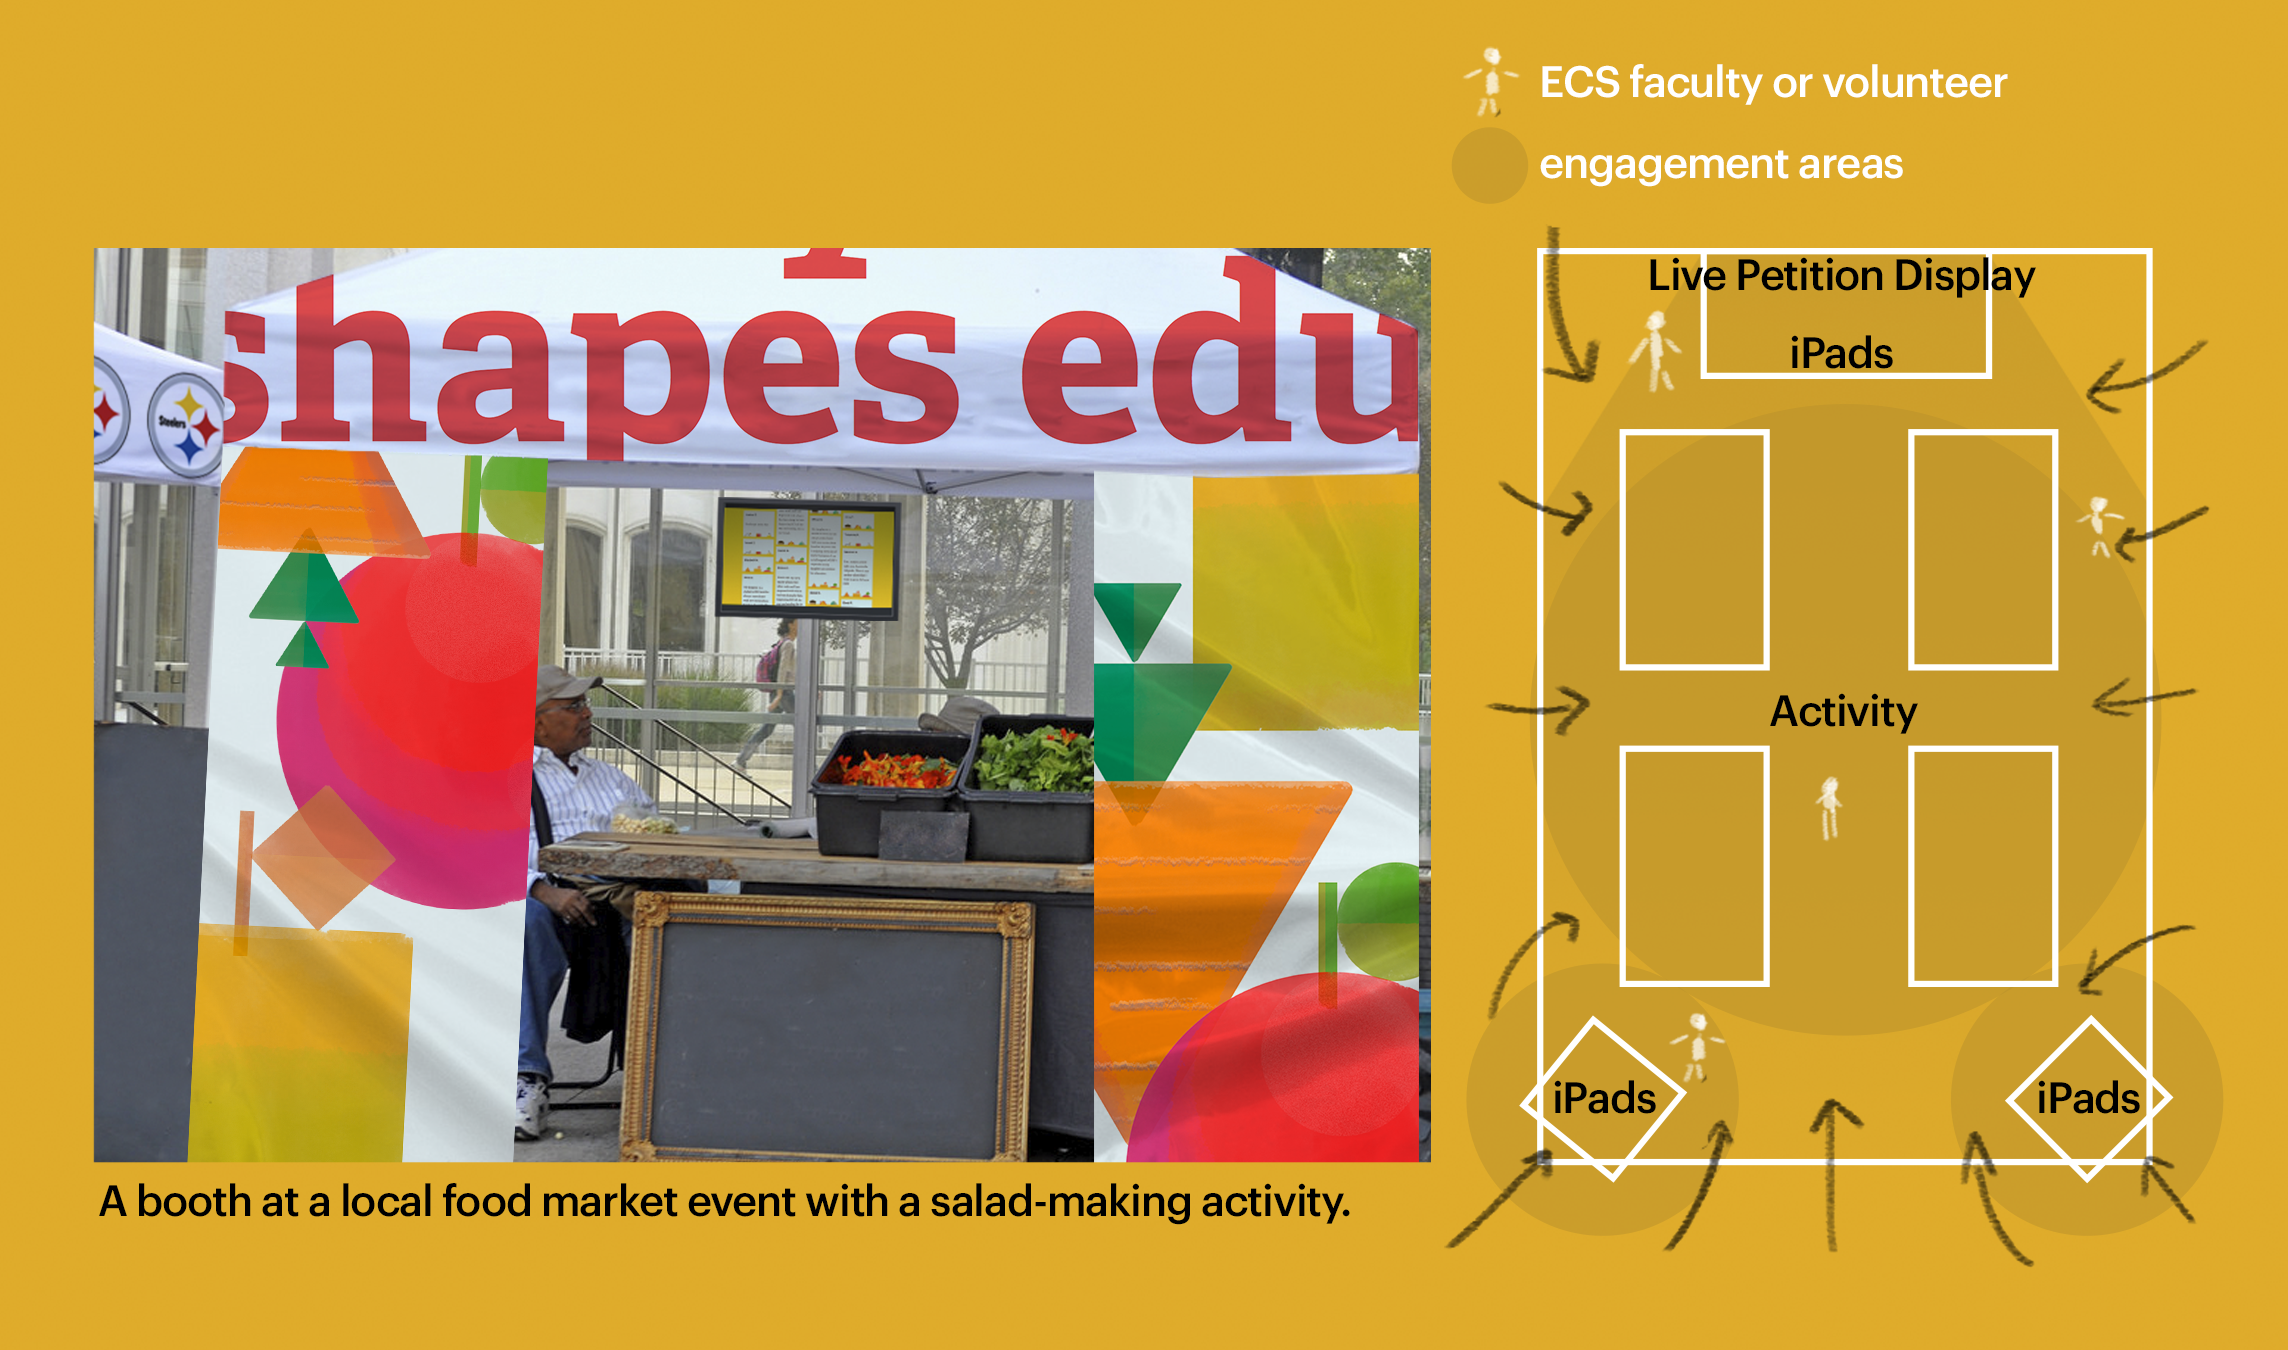 ECS faculty or volunteer
engagement areas
shapes edu
Steelers
A booth at a local food market event with a salad-making activity.
Live Petition Display
iPads
Activity
iPads
iPads